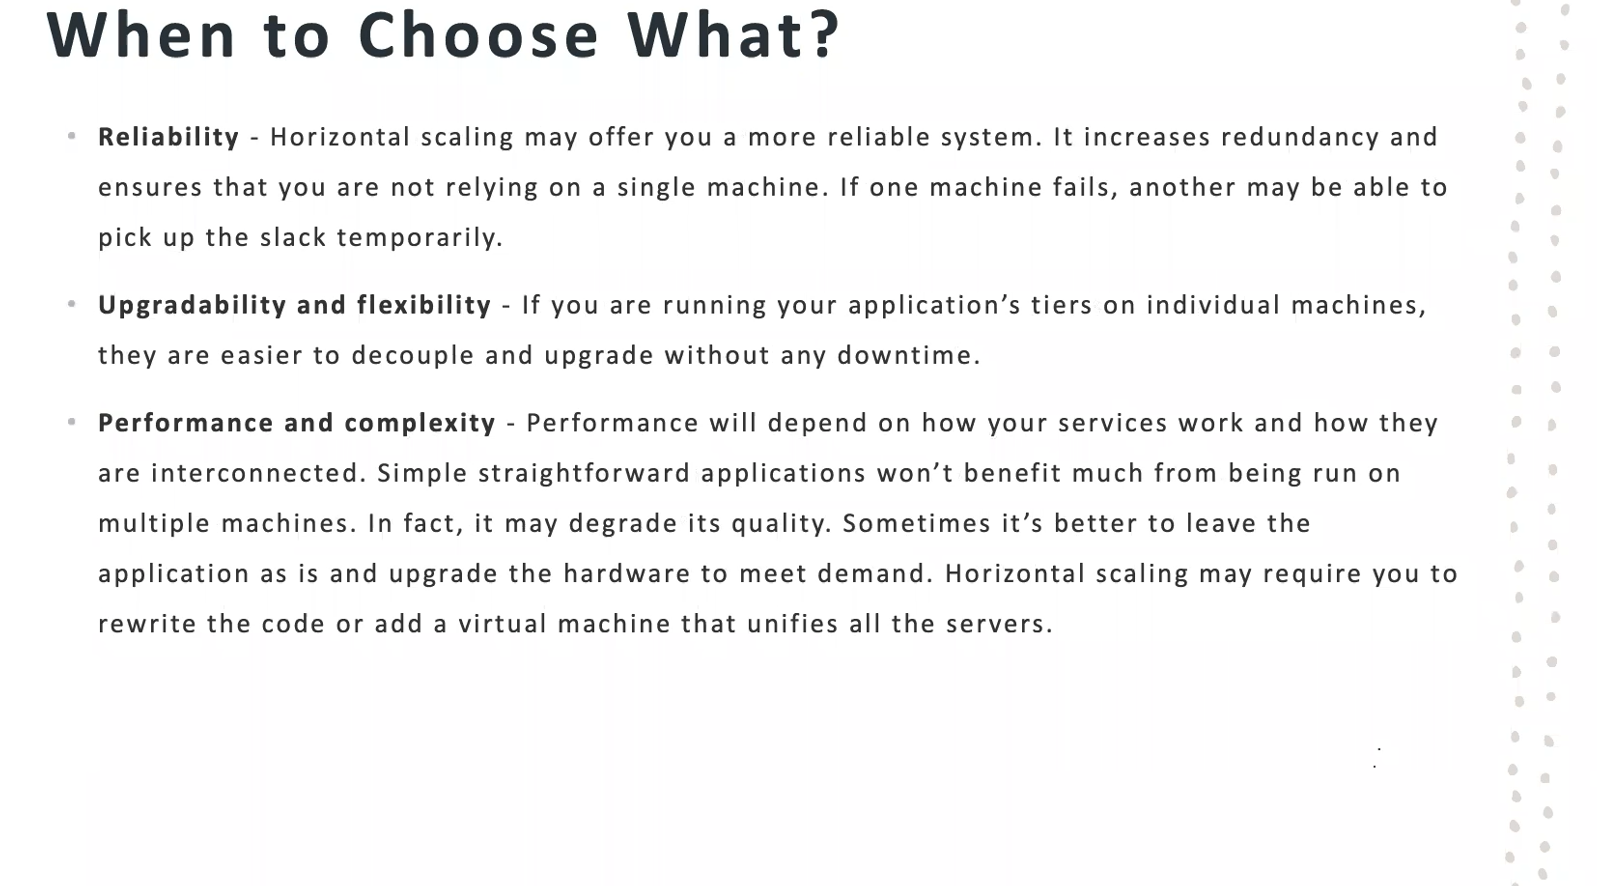 When to Choose What?
• Reliability - Horizontal scaling may offer you a more reliable system. It increases redundancy and
ensures that you are not relying on a single machine. If one machine fails, another may be able to
pick up the slack temporarily.
• Upgradability and flexibility - If you are running your application’s tiers on individual machines,
they are easier to decouple and upgrade without any downtime.
• Performance and complexity - Performance will depend on how your services work and how they
are interconnected. Simple straightforward applications won’t benefit much from being run on
multiple machines. In fact, it may degrade its quality. Sometimes it’s better to leave the
application as is and upgrade the hardware to meet demand. Horizontal scaling may require you to
rewrite the code or add a virtual machine that unifies all the servers.